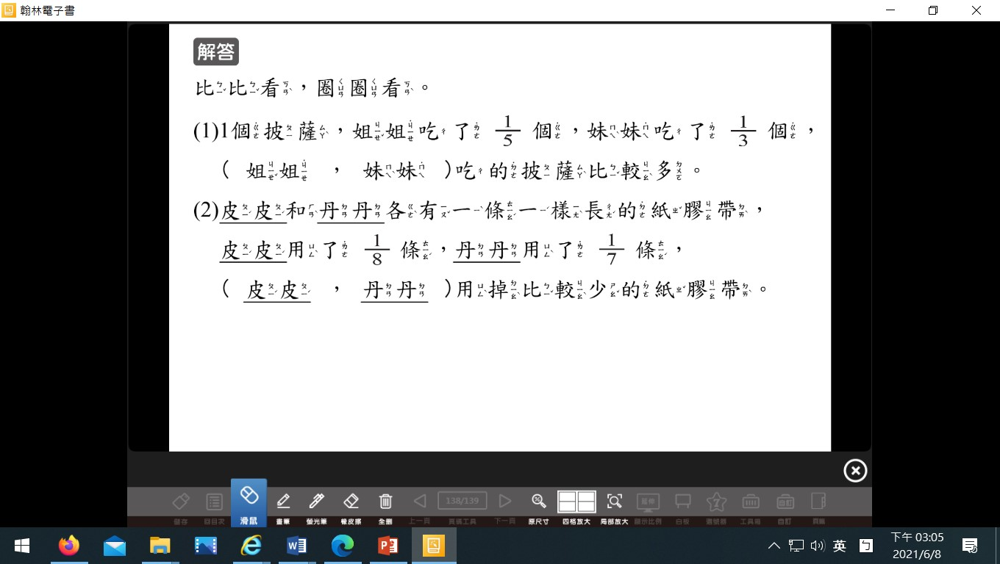 翰林電子書
解答
比比看，圈圈看。
(1)1個披薩，姐姐吃了 1/5 個，妹妹吃了 1/3 個，
( 姐姐 ， 妹妹 )吃的披薩比較多。
(2)皮皮和丹丹各有一條一樣長的紙膠帶，
皮皮用了 1/8 條，丹丹用了 1/7 條，
( 皮皮 ， 丹丹 )用掉比較少的紙膠帶。
138/139
儲存 回目次 滑鼠 畫筆 螢光筆 橡皮擦 全刪 上一頁 頁碼工具 下一頁 原尺寸 四格放大 局部放大 顯示比例 白板 選號器 工具箱 自訂
延伸 自訂
英
下午 03:05
2021/6/8